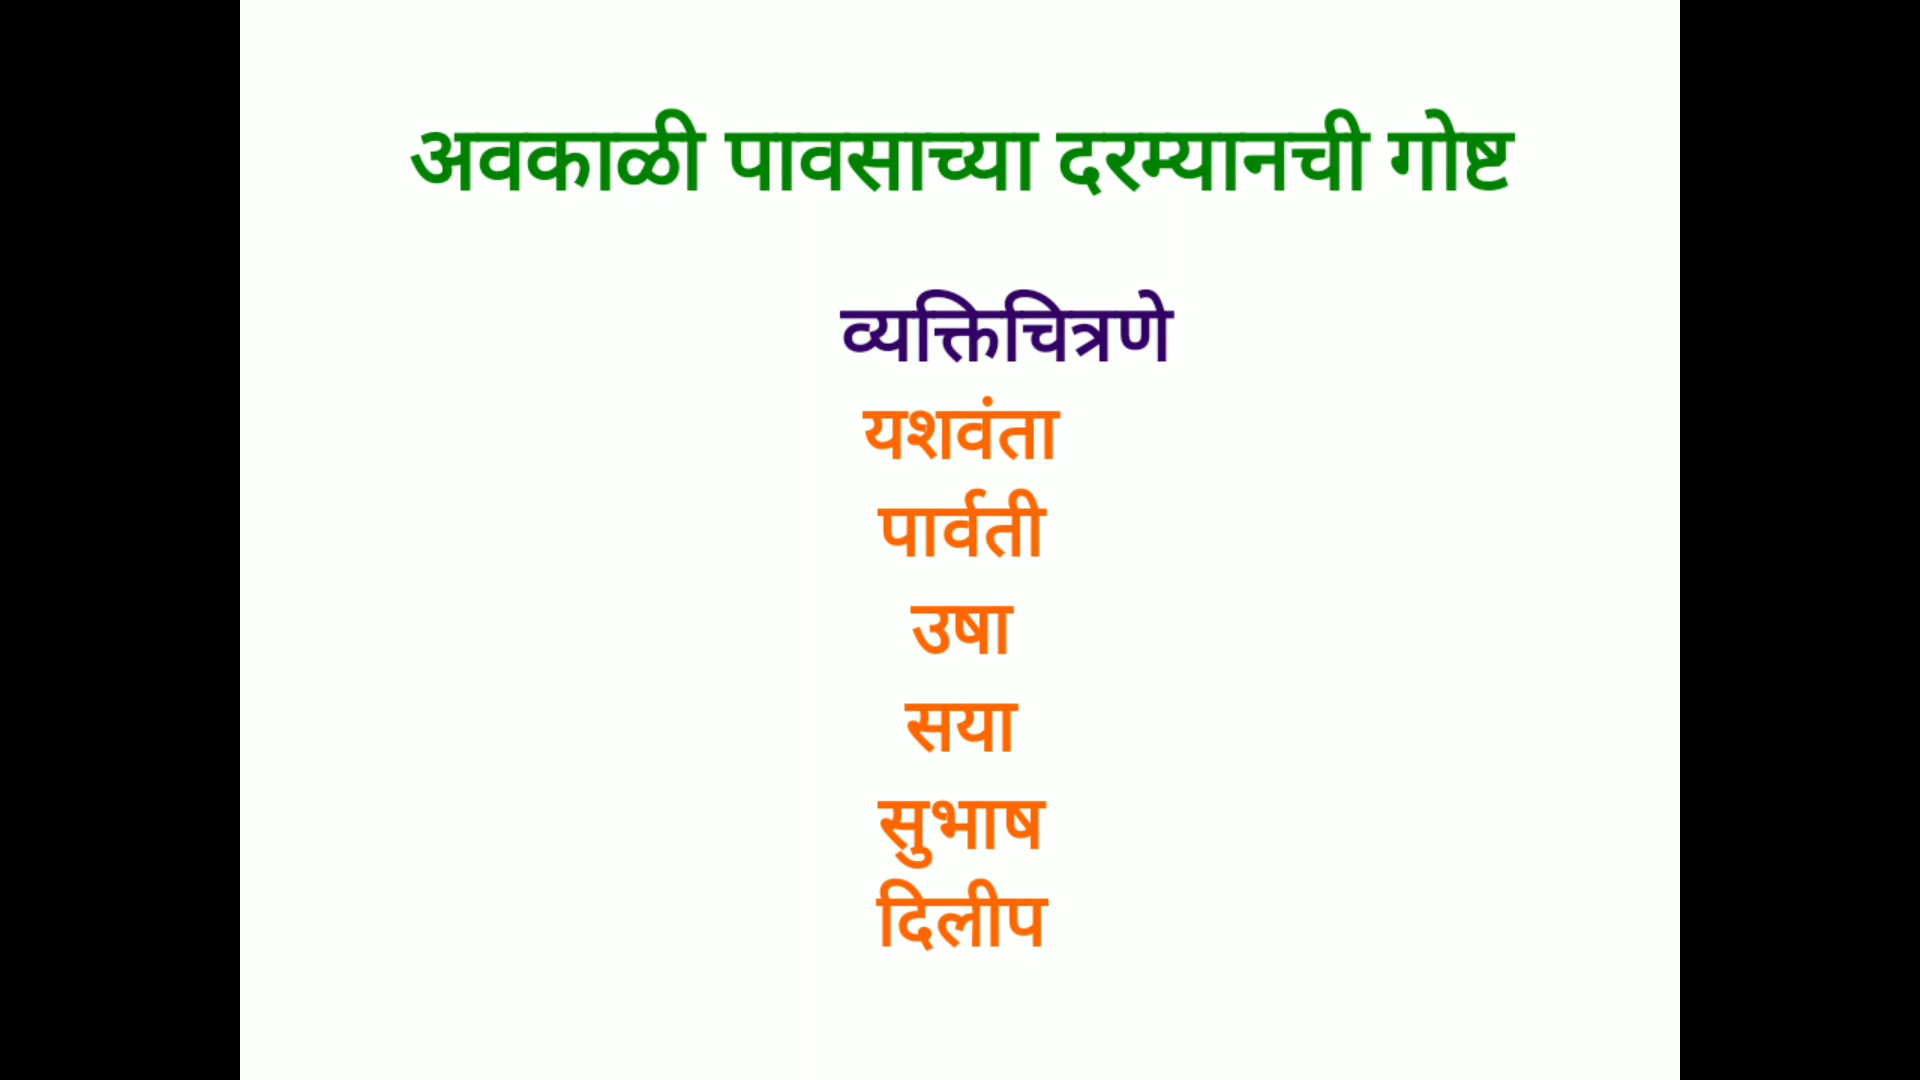 अवकाळी पावसाच्या दरम्यानची गोष्ट
व्यक्तिचित्रणे
यशवंता
पार्वती
उषा
सया
सुभाष
दिलीप